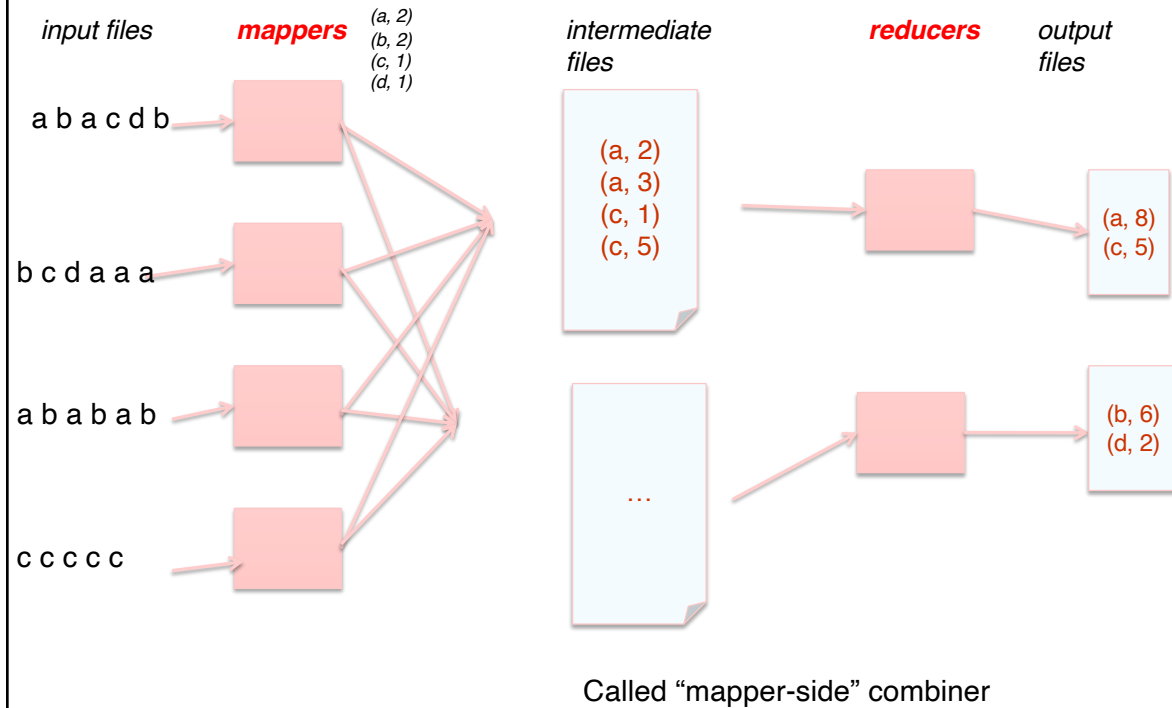 input files
mappers
(a, 2)
(b, 2)
(c, 1)
(d, 1)
intermediate
files
reducers
output
files
a b a c d b
b c d a a a
a b a b a b
c c c c c
(a, 2)
(a, 3)
(c, 1)
(c, 5)
…
(a, 8)
(c, 5)
(b, 6)
(d, 2)
Called “mapper-side” combiner